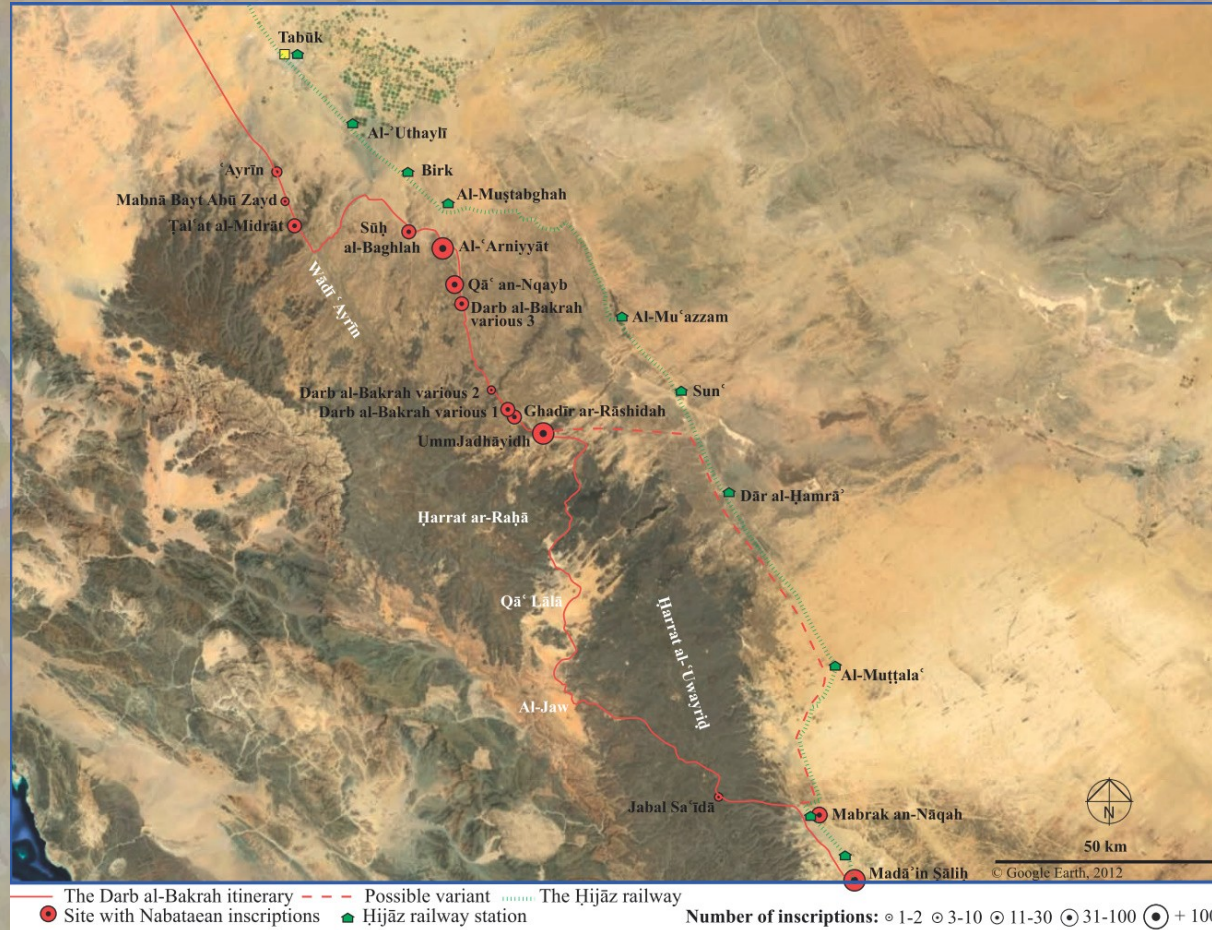 Tabūk
Al-ʾUthaylī
ʿAyrīn
Birk
Mabnā Bayt Abū Zayd
Al-Muṣtabghah
Ṭalʿat al-Midrāt
Sūḥ
al-Baghlah
Al-ʿArniyyāt
Wādī ʿAyrīn
Qāʿ an-Nqayb
Darb al-Bakrah
various 3
Al-Muʿazzam
Darb al-Bakrah various 2
Sunʿ
Darb al-Bakrah various 1
Ghadīr ar-Rāshidah
UmmJadhāyidh
Dār al-Ḥamrāʾ
Ḥarrat ar-Raḥā
Qāʿ Lālā
Ḥarrat al-ʿUwayriḍ
Al-Muṭṭalaʿ
Al-Jaw
Jabal Saʿīdā
Mabrak an-Nāqah
N
50 km
Madāʾin Ṣāliḥ
© Google Earth, 2012
The Darb al-Bakrah itinerary Possible variant The Ḥijāz railway
Site with Nabataean inscriptions Ḥijāz railway station
Number of inscriptions: 1-2 3-10 11-30 31-100 + 100